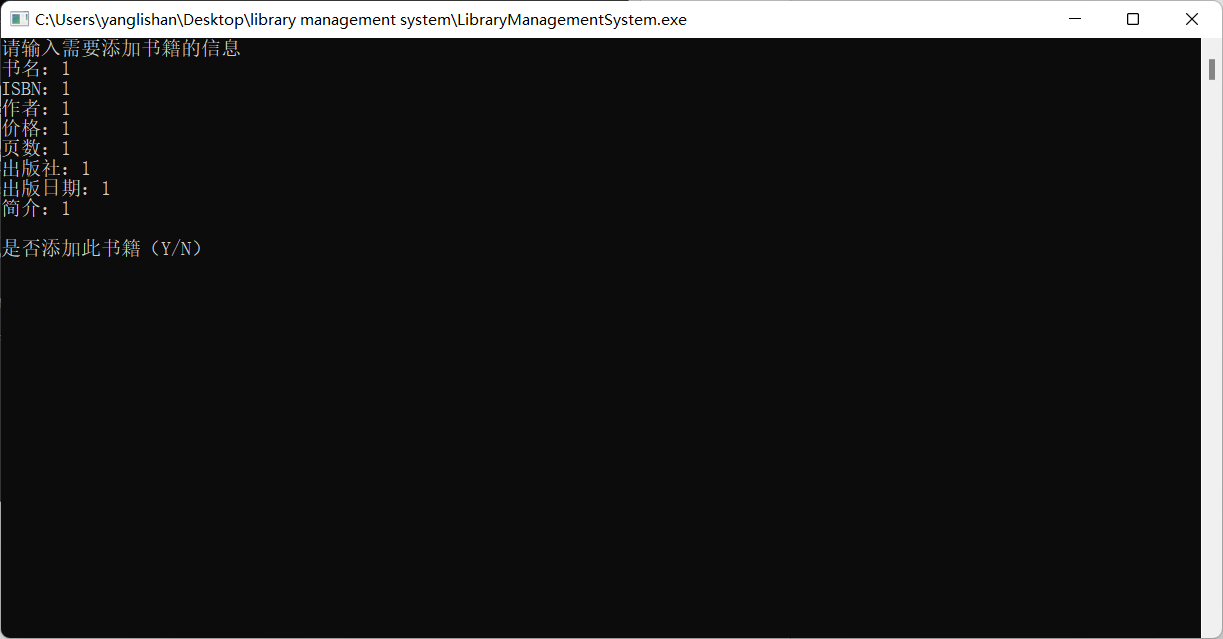 C:\Users\yanglishan\Desktop\library management system\LibraryManagementSystem.exe
请输入需要添加书籍的信息
书名：1
ISBN：1
作者：1
价格：1
页数：1
出版社：1
出版日期：1
简介：1
是否添加此书籍（Y/N）